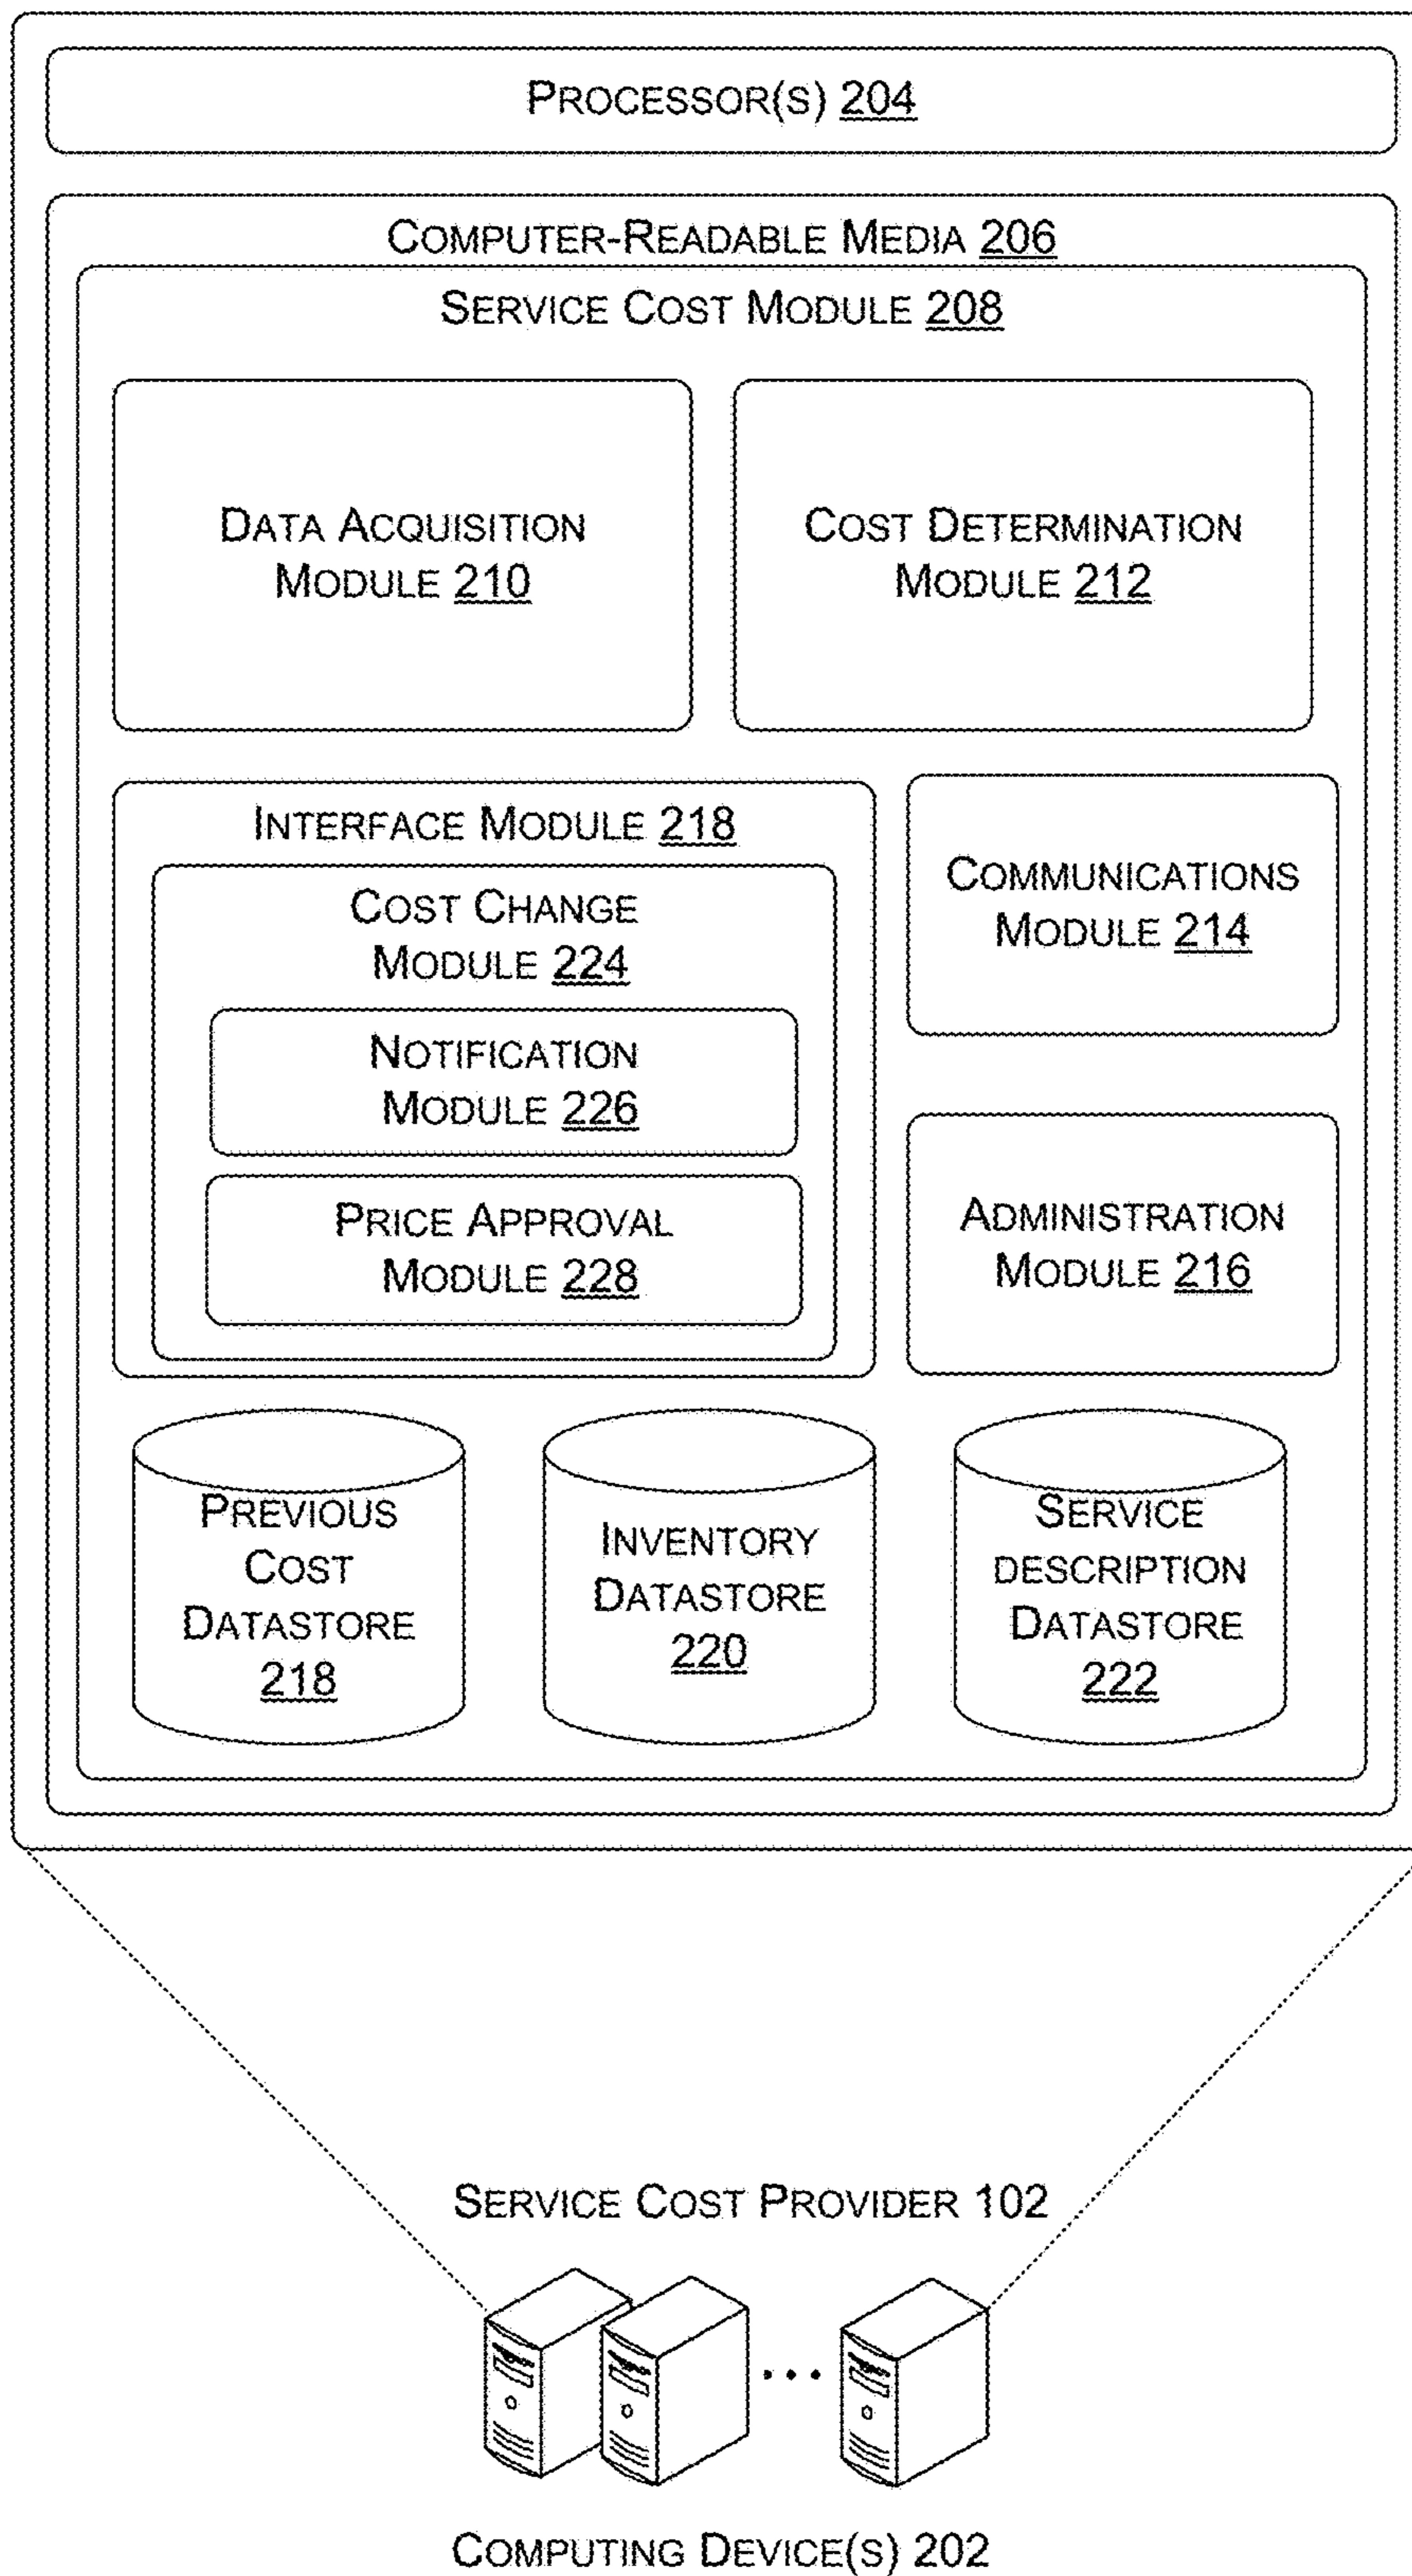 PROCESSOR(S) 204
COMPUTER-READABLE MEDIA 206
SERVICE COST MODULE 208
DATA ACQUISITION
MODULE 210
COST DETERMINATION
MODULE 212
INTERFACE MODULE 218
COST CHANGE
MODULE 224
NOTIFICATION
MODULE 226
PRICE APPROVAL
MODULE 228
COMMUNICATIONS
MODULE 214
ADMINISTRATION
MODULE 216
PREVIOUS
COST
DATASTORE
218
INVENTORY
DATASTORE
220
SERVICE
DESCRIPTION
DATASTORE
222
SERVICE COST PROVIDER 102
COMPUTING DEVICE(S) 202